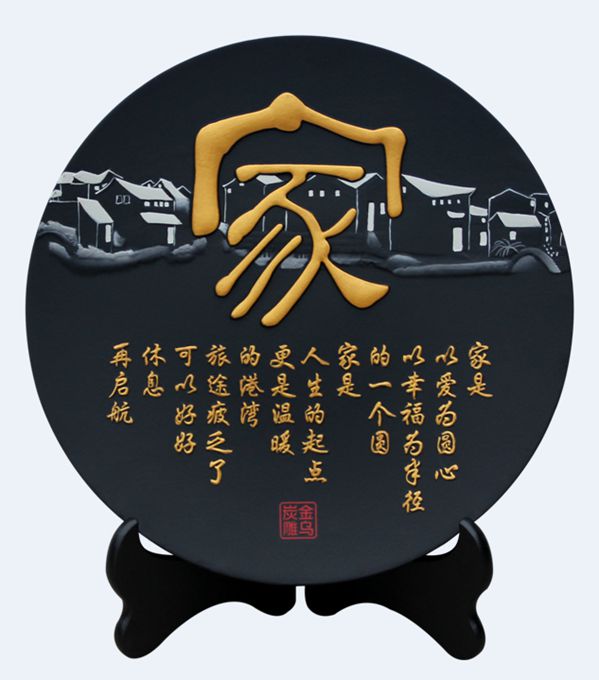 家
家是
以爱为圆心
以幸福为半径
的一个圆
家是
人生的起点
更是温暖
的港湾
旅途疲乏了
可以好好
休息
再启航
金鸟
炭雕